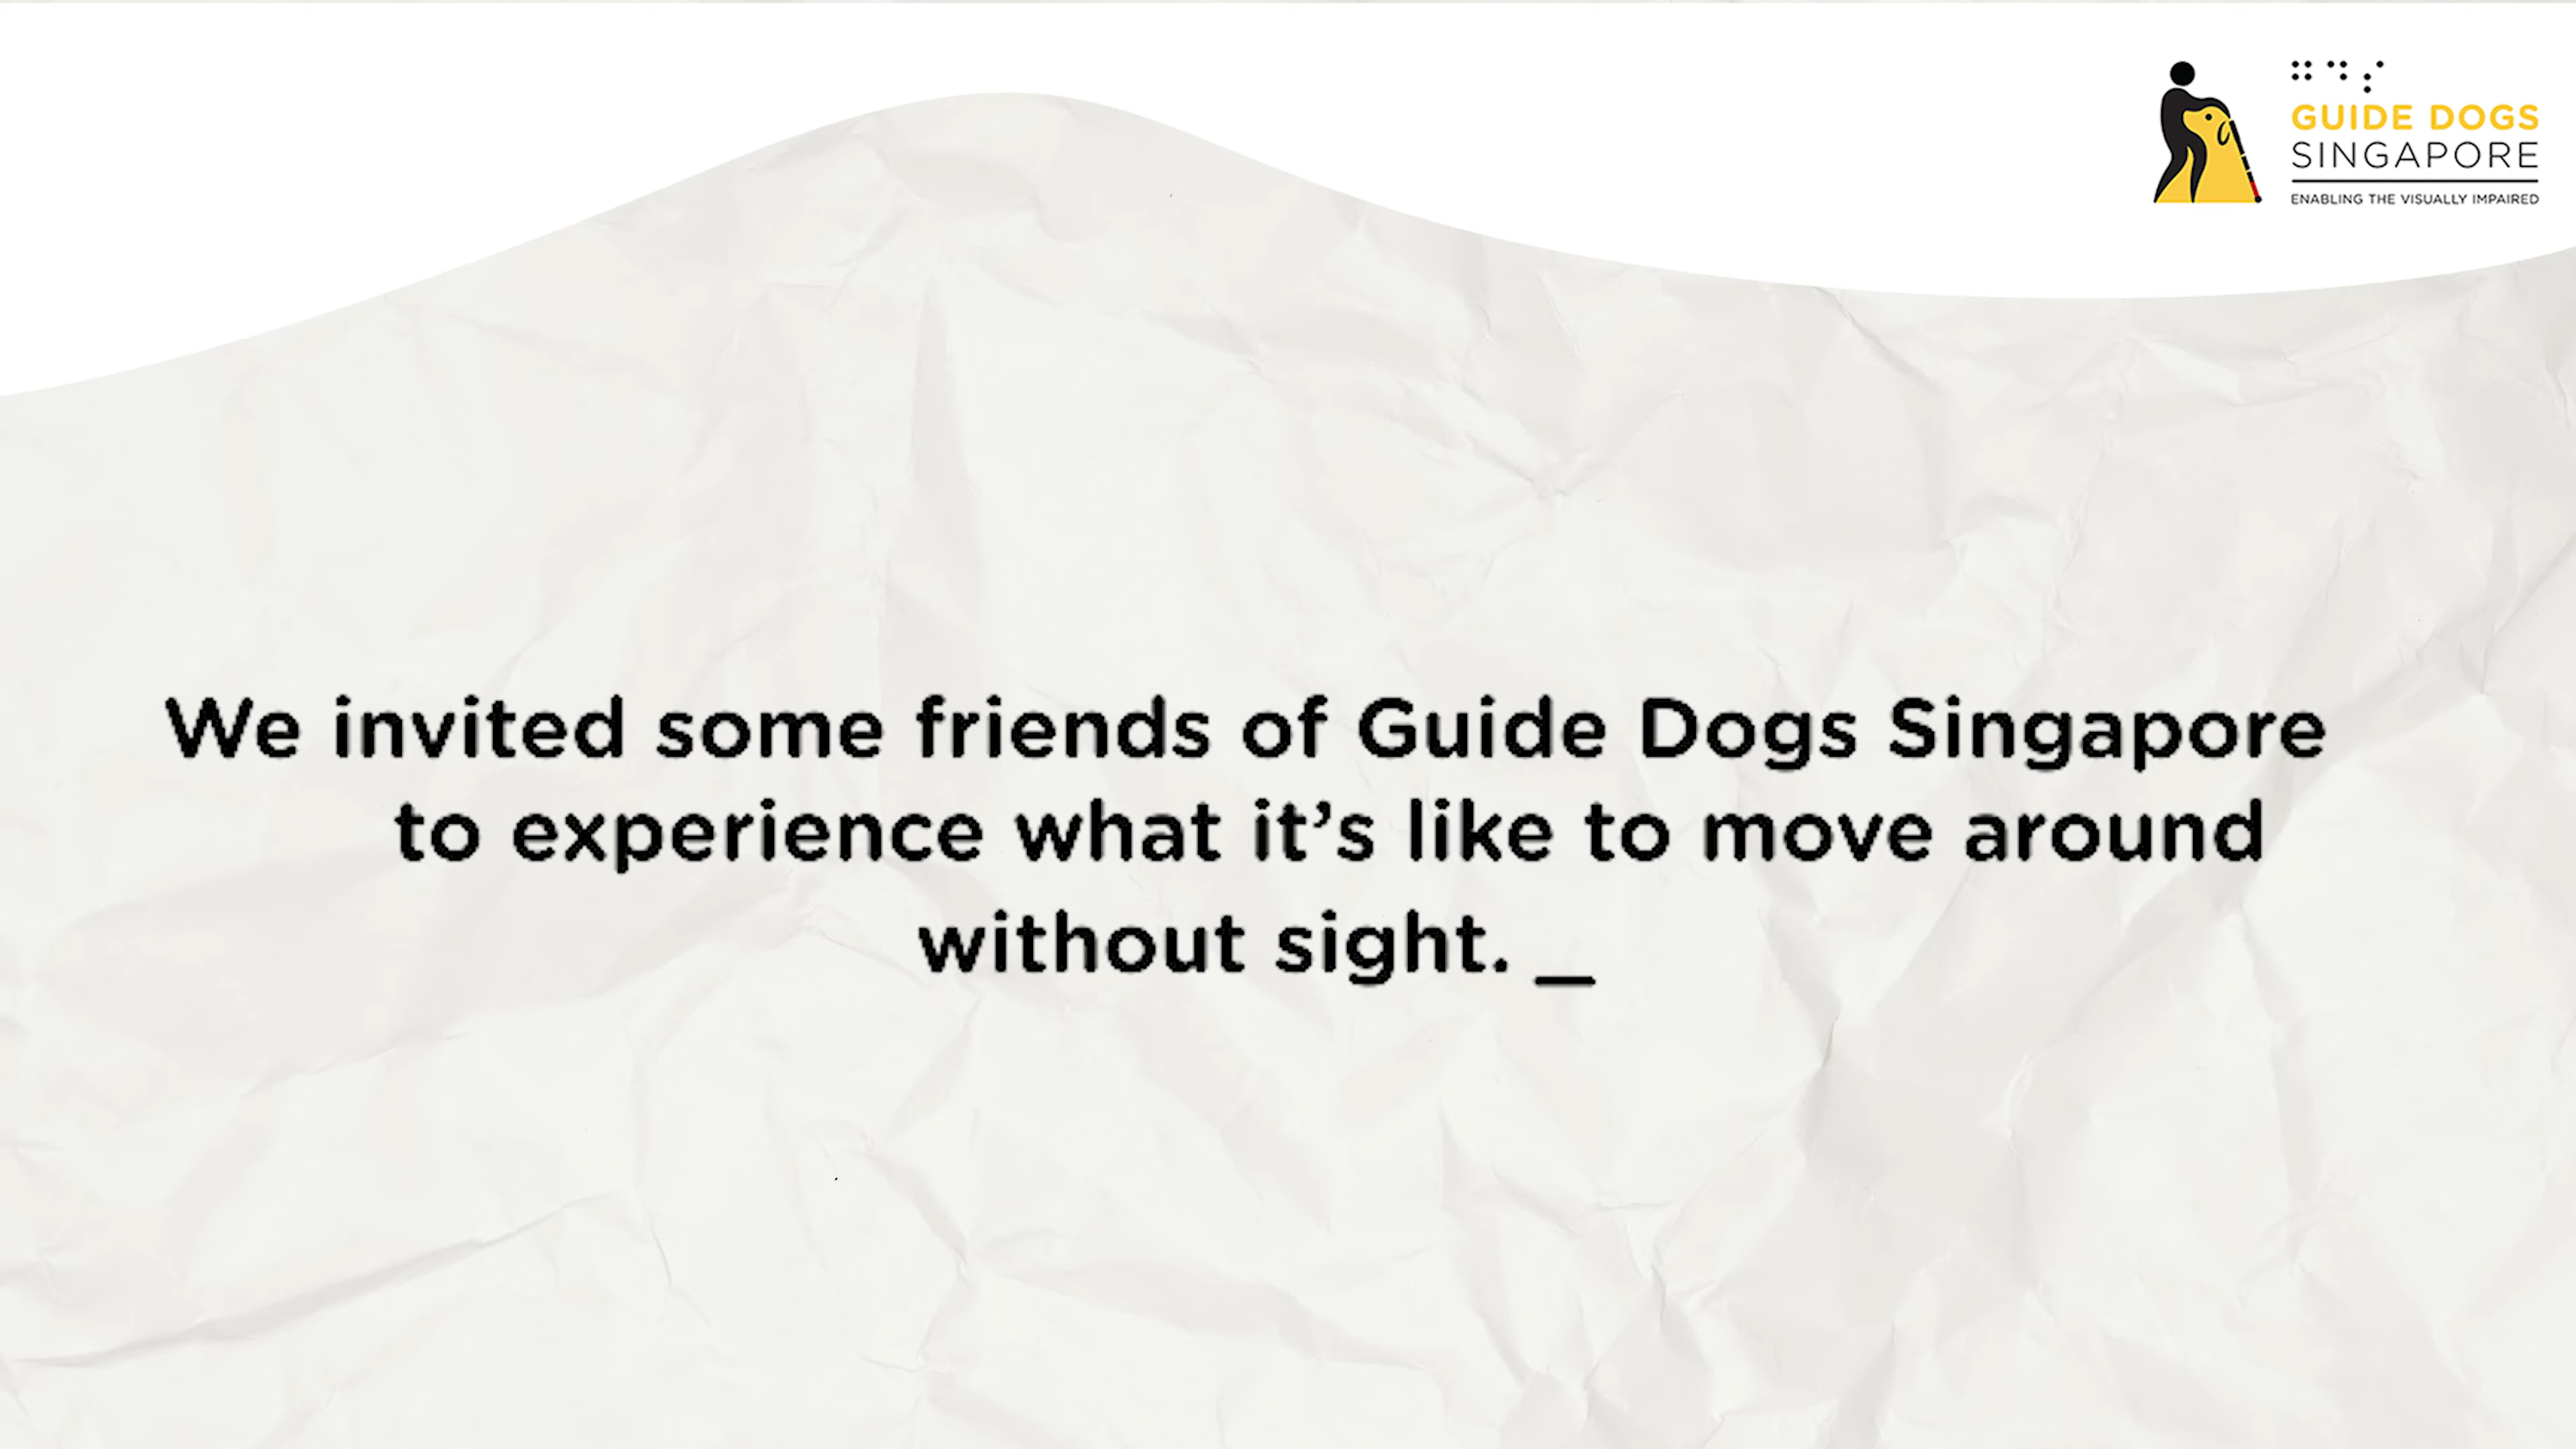 ⠛⠙⠎
GUIDE DOGS
SINGAPORE
ENABLING THE VISUALLY IMPAIRED
We invited some friends of Guide Dogs Singapore
to experience what it’s like to move around
without sight. _